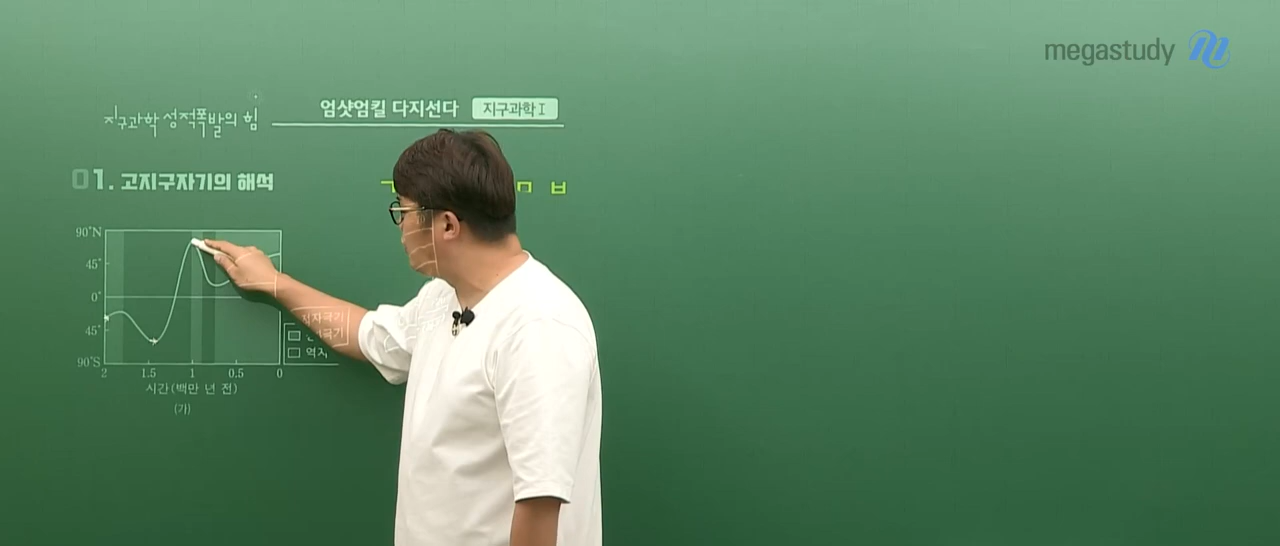 megastudy
지구과학 성적폭발의 힘
엄샷엄킬 다지선다 지구과학 I
01. 고지구자기의 해석
ㅁ ㅂ
90°N
45°
0°
45°
90°S
2 1.5 1 0.5 0
시간(백만 년 전)
(가)